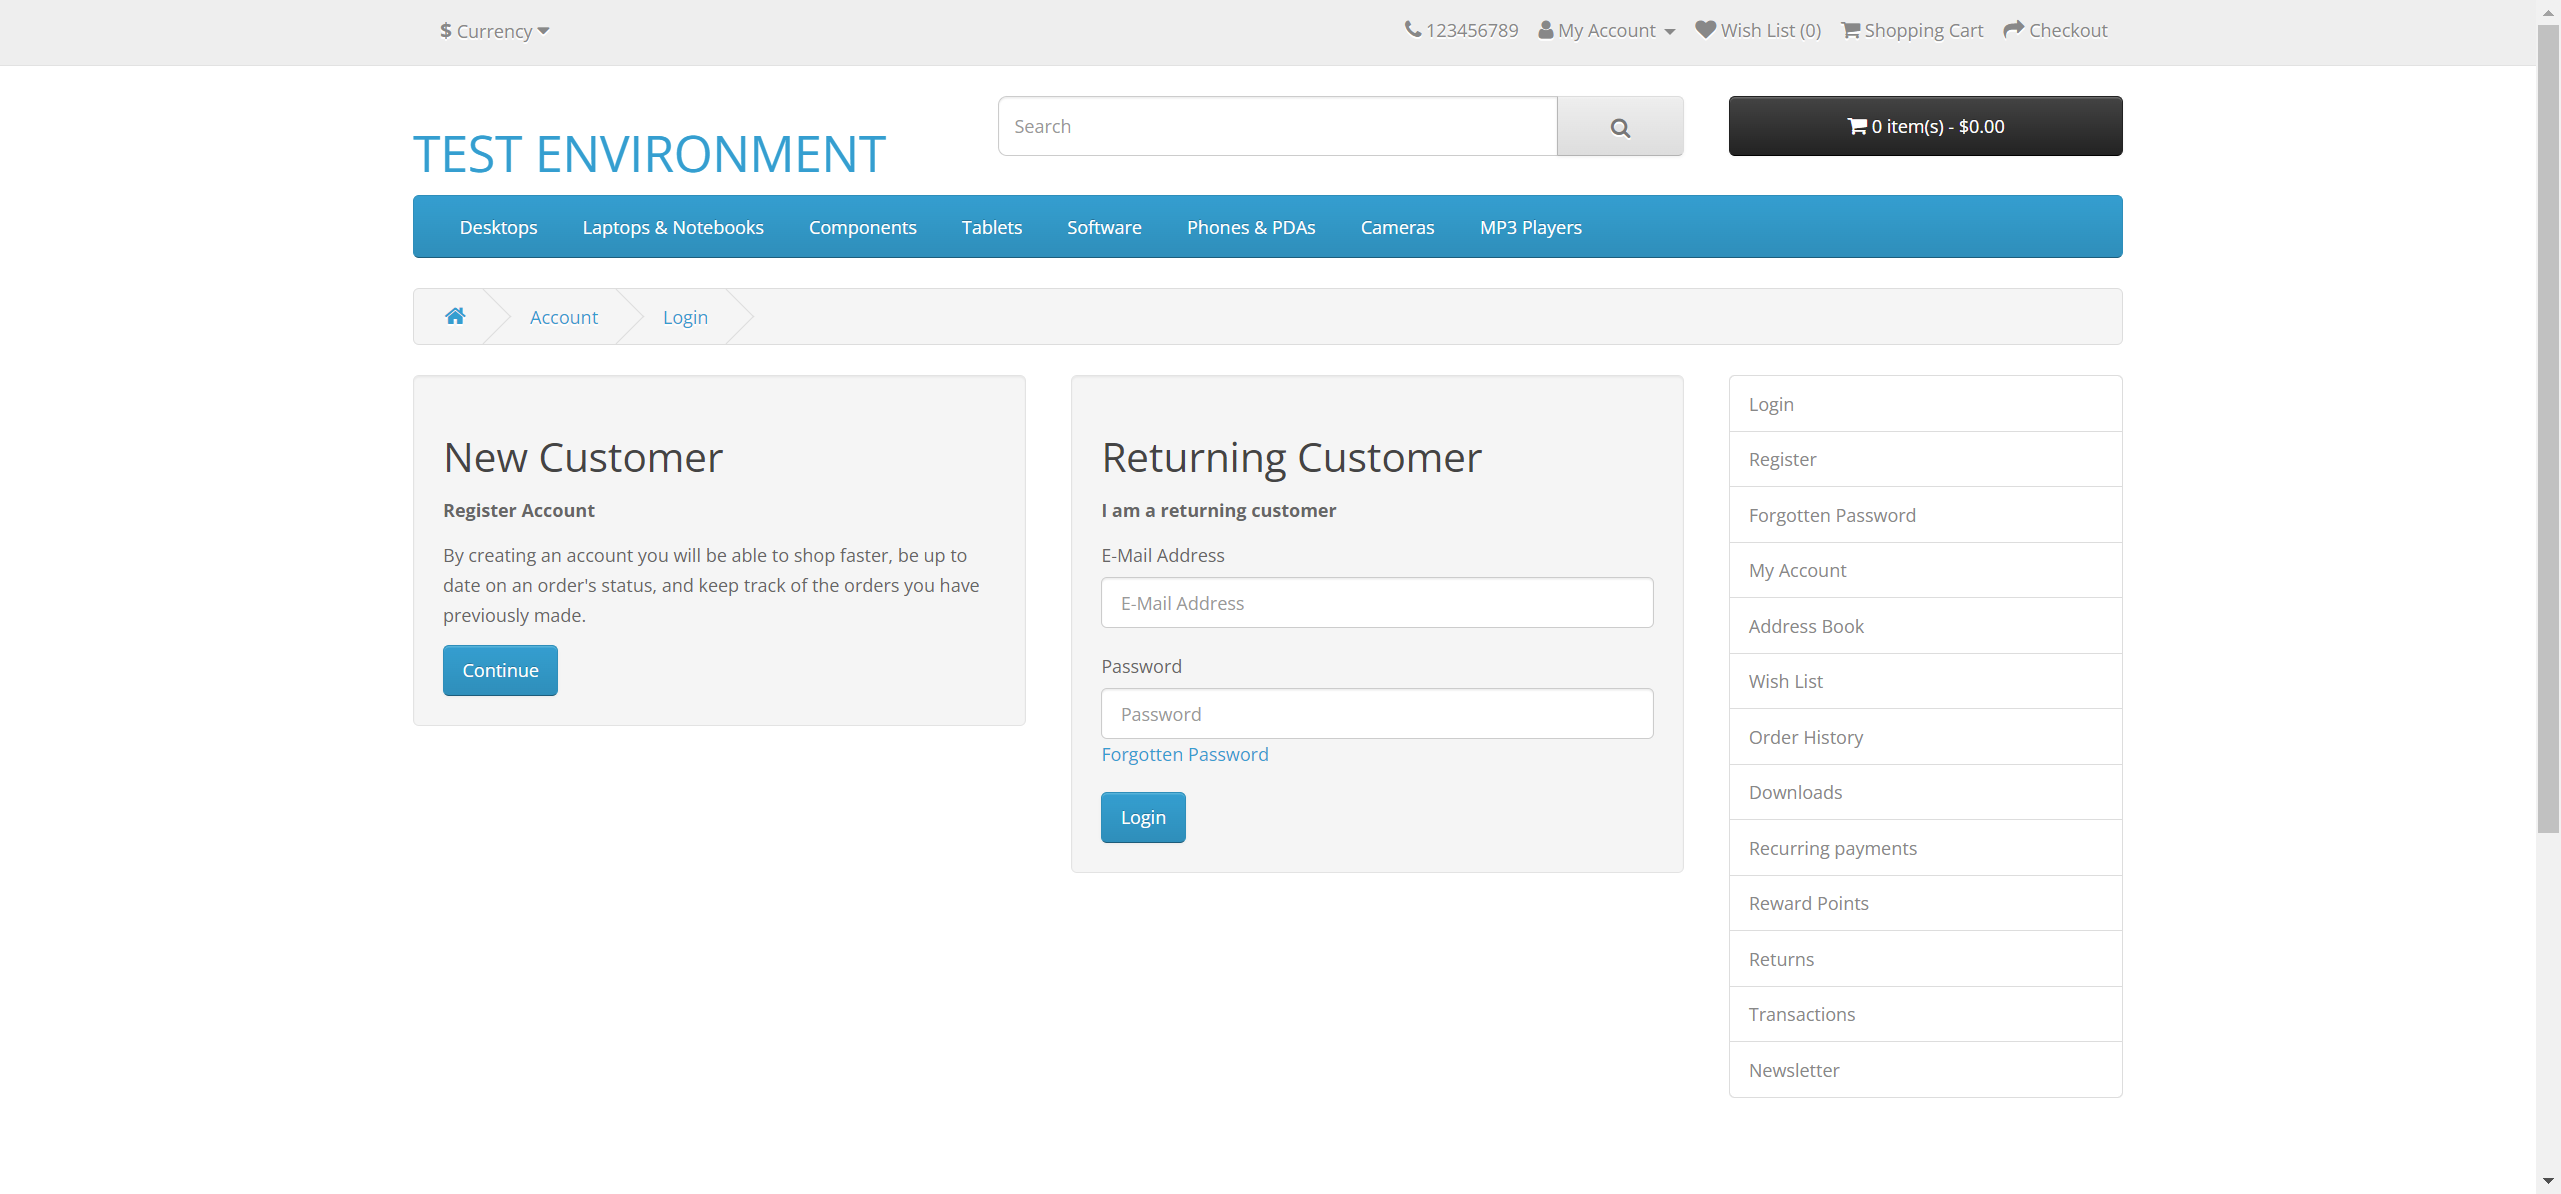 $ Currency
123456789 My Account Wish List (0) Shopping Cart Checkout
TEST ENVIRONMENT
Search
0 item(s) - $0.00
Desktops Laptops & Notebooks Components Tablets Software Phones & PDAs Cameras MP3 Players
Account Login
New Customer
Register Account
By creating an account you will be able to shop faster, be up to
date on an order's status, and keep track of the orders you have
previously made.
Continue
Returning Customer
I am a returning customer
E-Mail Address
E-Mail Address
Password
Password
Forgotten Password
Login
Login
Register
Forgotten Password
My Account
Address Book
Wish List
Order History
Downloads
Recurring payments
Reward Points
Returns
Transactions
Newsletter